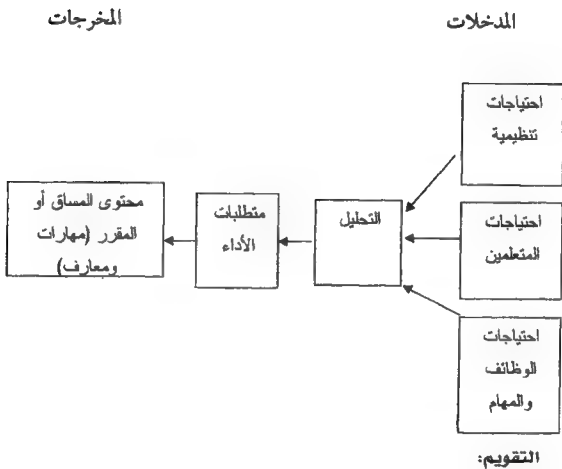 المدخلات
المخرجات
احتياجات
تنظيمية
احتياجات
المتعلمين
احتياجات
الوظائف
والمهام
التحليل
متطلبات
الأداء
محتوى المساق أو
المقرر (مهارات
ومعارف)
التقويم: